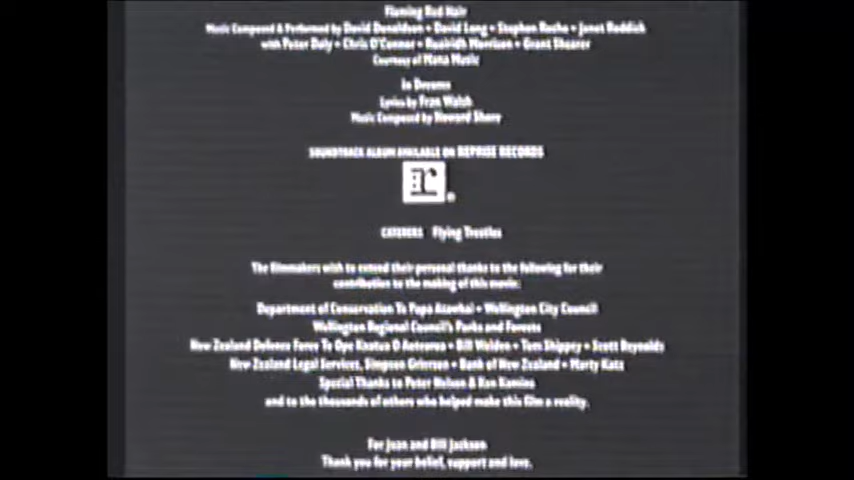 Flaming Red Hair
Music Composed & Performed by David Donaldson • David Long • Stephen Roche • Janet Roddick
with Peter Daly • Chris O'Connor • Ruairidh Morrison • Grant Shearer
Courtesy of Mana Music
In Dreams
Lyrics by Fran Walsh
Music Composed by Howard Shore
SOUNDTRACK ALBUM AVAILABLE ON REPRISE RECORDS
r
CATERERS Flying Trestles
The filmmakers wish to extend their personal thanks to the following for their
contribution to the making of this movie:
Department of Conservation Te Papa Atawhai • Wellington City Council
Wellington Regional Council's Parks and Forests
New Zealand Defence Force Te Ope Kaatua O Aotearoa • Bill Walden • Tom Shippey • Scott Reynolds
New Zealand Legal Services, Simpson Grierson • Bank of New Zealand • Marty Katz
Special Thanks to Peter Nelson & Ken Kamins
and to the thousands of others who helped make this film a reality.
For Joan and Bill Jackson
Thank you for your belief, support and love.